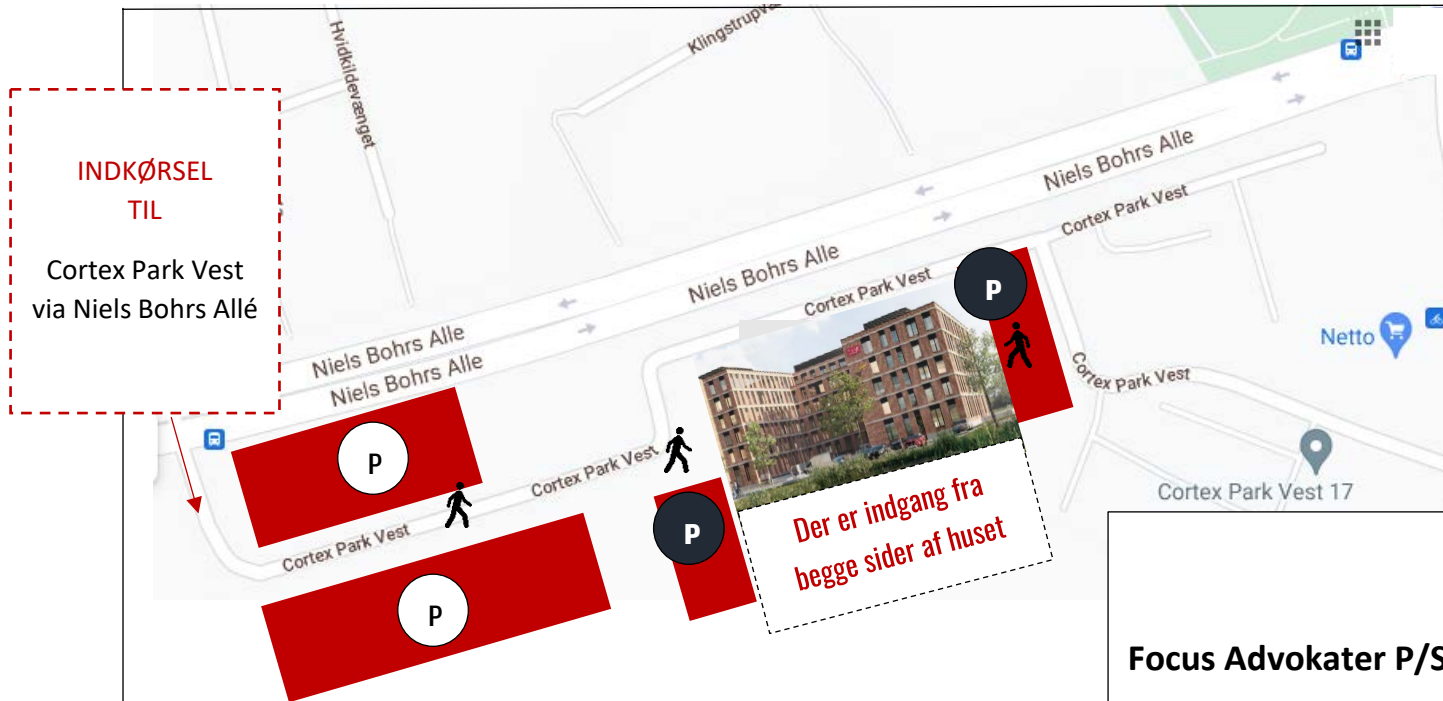 Hvidkildevænget
Klingstrupvæ
INDKØRSEL
TIL
Cortex Park Vest
via Niels Bohrs Allé
Niels Bohrs Alle
Niels Bohrs Alle
Niels Bohrs Alle
Niels Bohrs Alle
Cortex Park Vest
Cortex Park Vest
P
Netto
Cortex Park Vest
P
Cortex Park Vest
Cortex Park Vest
P
P
Der er indgang fra
begge sider af huset
Cortex Park Vest 17
Focus Advokater P/S